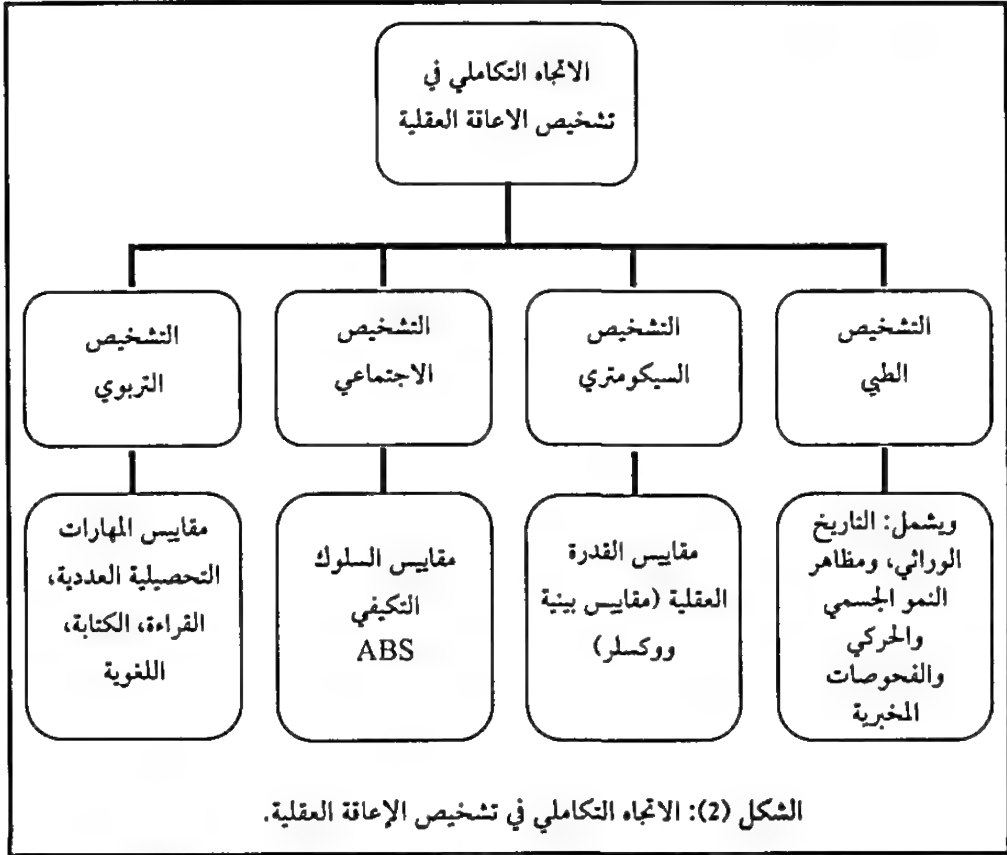 الاتجاه التكاملي في
تشخيص الاعاقة العقلية
التشخيص
الطبي
التشخيص
السيكومتري
التشخيص
الاجتماعي
التشخيص
التربوي
ويشمل: التاريخ
الوراثي، ومظاهر
النمو الجسمي
والحركي
والفحوصات
المخبرية
مقاييس القدرة
العقلية (مقاييس بينية
ووكسلر)
مقاييس السلوك
التكيفي
ABS
مقاييس المهارات
التحصيلية العددية،
القراءة، الكتابة،
اللغوية
الشكل (2): الاتجاه التكاملي في تشخيص الإعاقة العقلية.